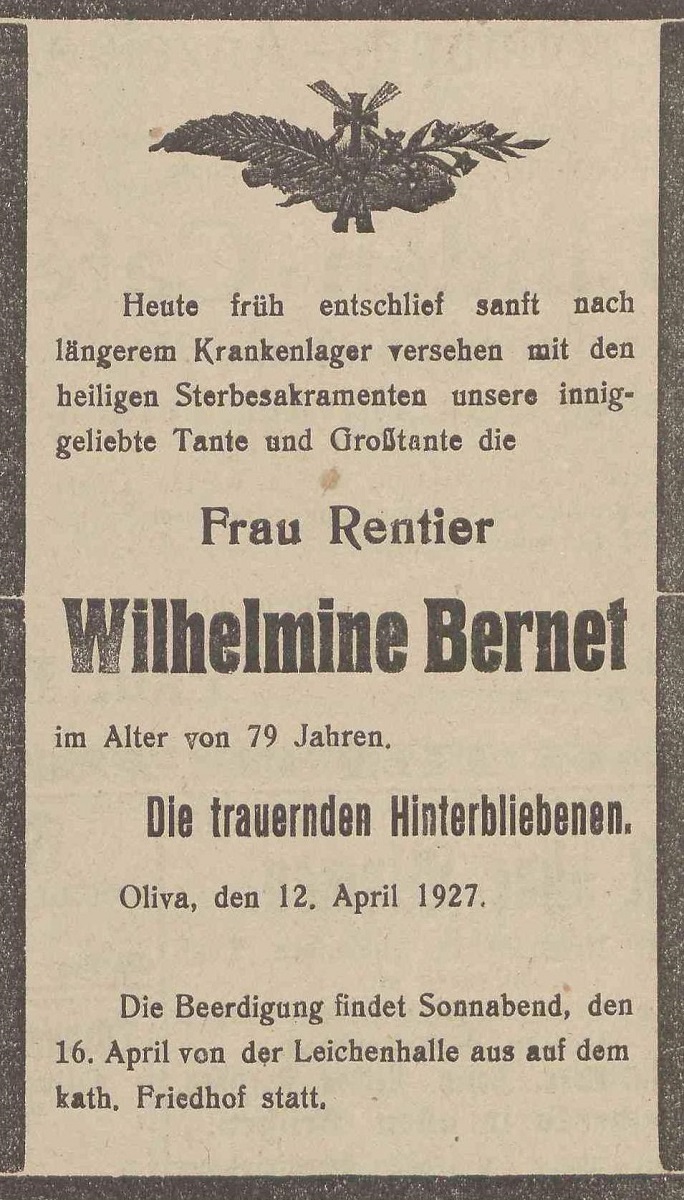 Heute früh entschlief sanft nach
längerem Krankenlager versehen mit den
heiligen Sterbesakramenten unsere innig-
geliebte Tante und Großtante die
Frau Rentier
Wilhelmine Bernet
im Alter von 79 Jahren.
Die trauernden Hinterbliebenen.
Oliva, den 12. April 1927.
Die Beerdigung findet Sonnabend, den
16. April von der Leichenhalle aus auf dem
kath. Friedhof statt.